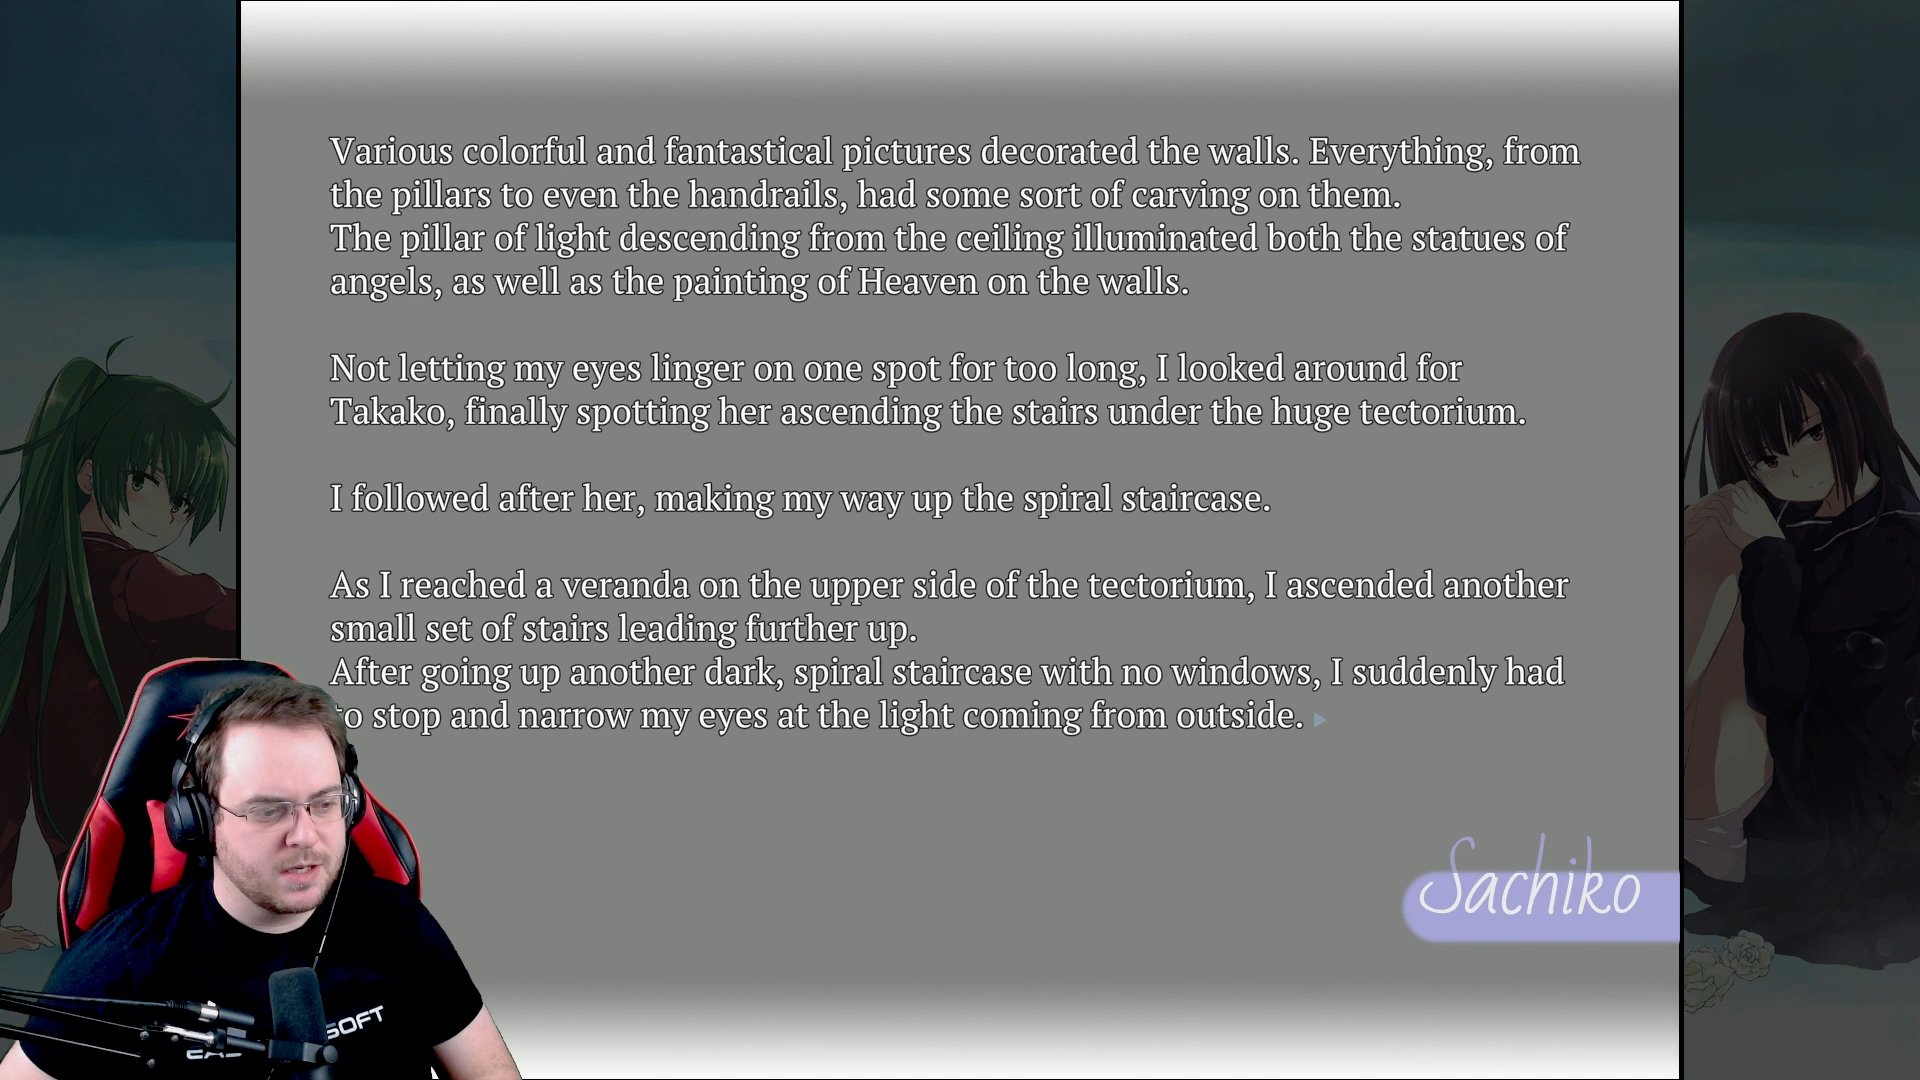 Various colorful and fantastical pictures decorated the walls. Everything, from
the pillars to even the handrails, had some sort of carving on them.
The pillar of light descending from the ceiling illuminated both the statues of
angels, as well as the painting of Heaven on the walls.
Not letting my eyes linger on one spot for too long, I looked around for
Takako, finally spotting her ascending the stairs under the huge tectorium.
I followed after her, making my way up the spiral staircase.
As I reached a veranda on the upper side of the tectorium, I ascended another
small set of stairs leading further up.
After going up another dark, spiral staircase with no windows, I suddenly had
to stop and narrow my eyes at the light coming from outside.
Sachiko